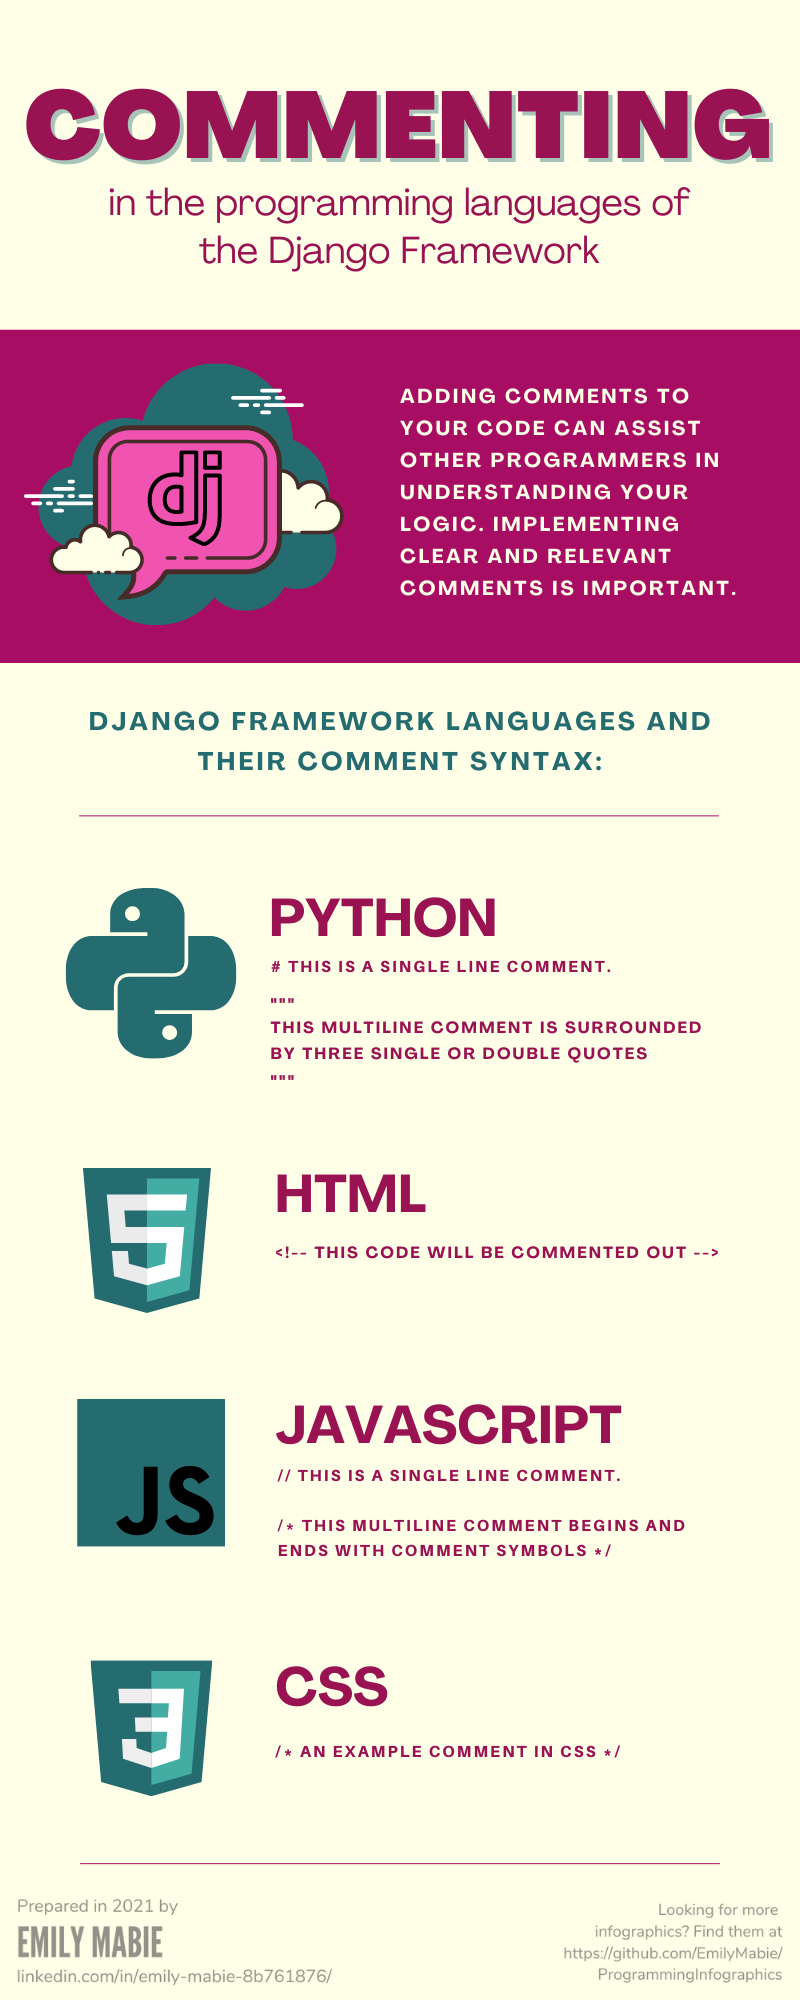 COMMENTING
in the programming languages of
the Django Framework
dj
ADDING COMMENTS TO
YOUR CODE CAN ASSIST
OTHER PROGRAMMERS IN
UNDERSTANDING YOUR
LOGIC. IMPLEMENTING
CLEAR AND RELEVANT
COMMENTS IS IMPORTANT.
DJANGO FRAMEWORK LANGUAGES AND
THEIR COMMENT SYNTAX:
PYTHON
# THIS IS A SINGLE LINE COMMENT.
"""
THIS MULTILINE COMMENT IS SURROUNDED
BY THREE SINGLE OR DOUBLE QUOTES
"""
5
HTML
<!-- THIS CODE WILL BE COMMENTED OUT -->
JS
JAVASCRIPT
// THIS IS A SINGLE LINE COMMENT.
/* THIS MULTILINE COMMENT BEGINS AND
ENDS WITH COMMENT SYMBOLS */
3
CSS
/* AN EXAMPLE COMMENT IN CSS */
Prepared in 2021 by
EMILY MABIE
linkedin.com/in/emily-mabie-8b761876/
Looking for more
infographics? Find them at
https://github.com/EmilyMabie/
ProgrammingInfographics